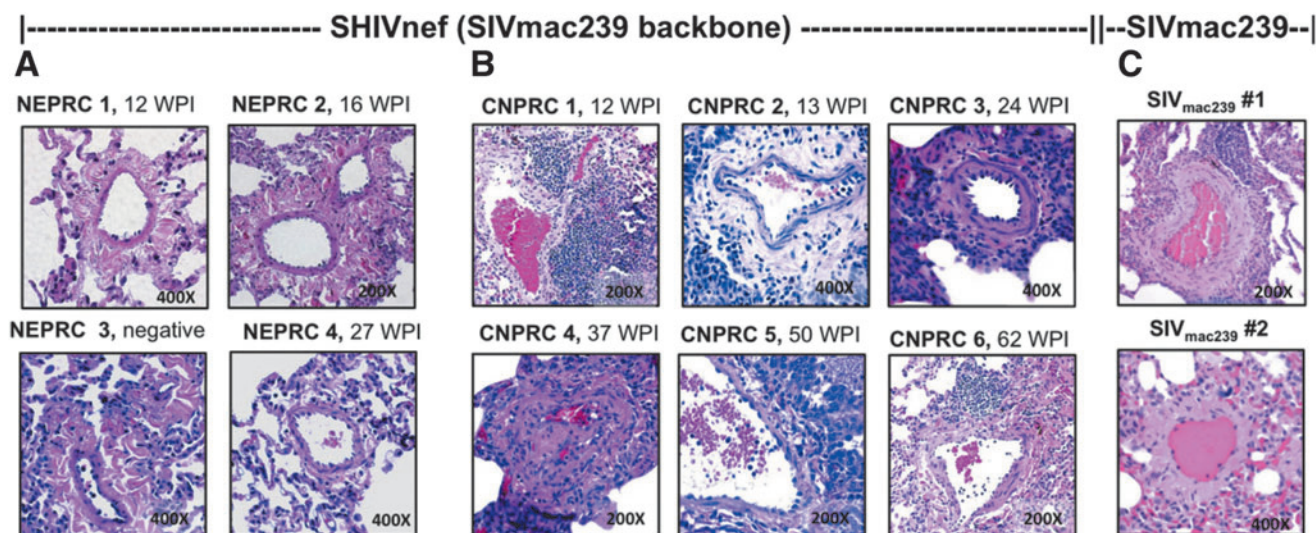 |---------------------------- SHIVnef (SIVmac239 backbone) ---------------------------||--SIVmac239--|
A B C
NEPRC 1, 12 WPI NEPRC 2, 16 WPI CNPRC 1, 12 WPI CNPRC 2, 13 WPI CNPRC 3, 24 WPI SIVmac239 #1
400X 200X 200X 400X 400X 200X
NEPRC 3, negative NEPRC 4, 27 WPI CNPRC 4, 37 WPI CNPRC 5, 50 WPI CNPRC 6, 62 WPI SIVmac239 #2
400X 400X 200X 200X 200X 400X